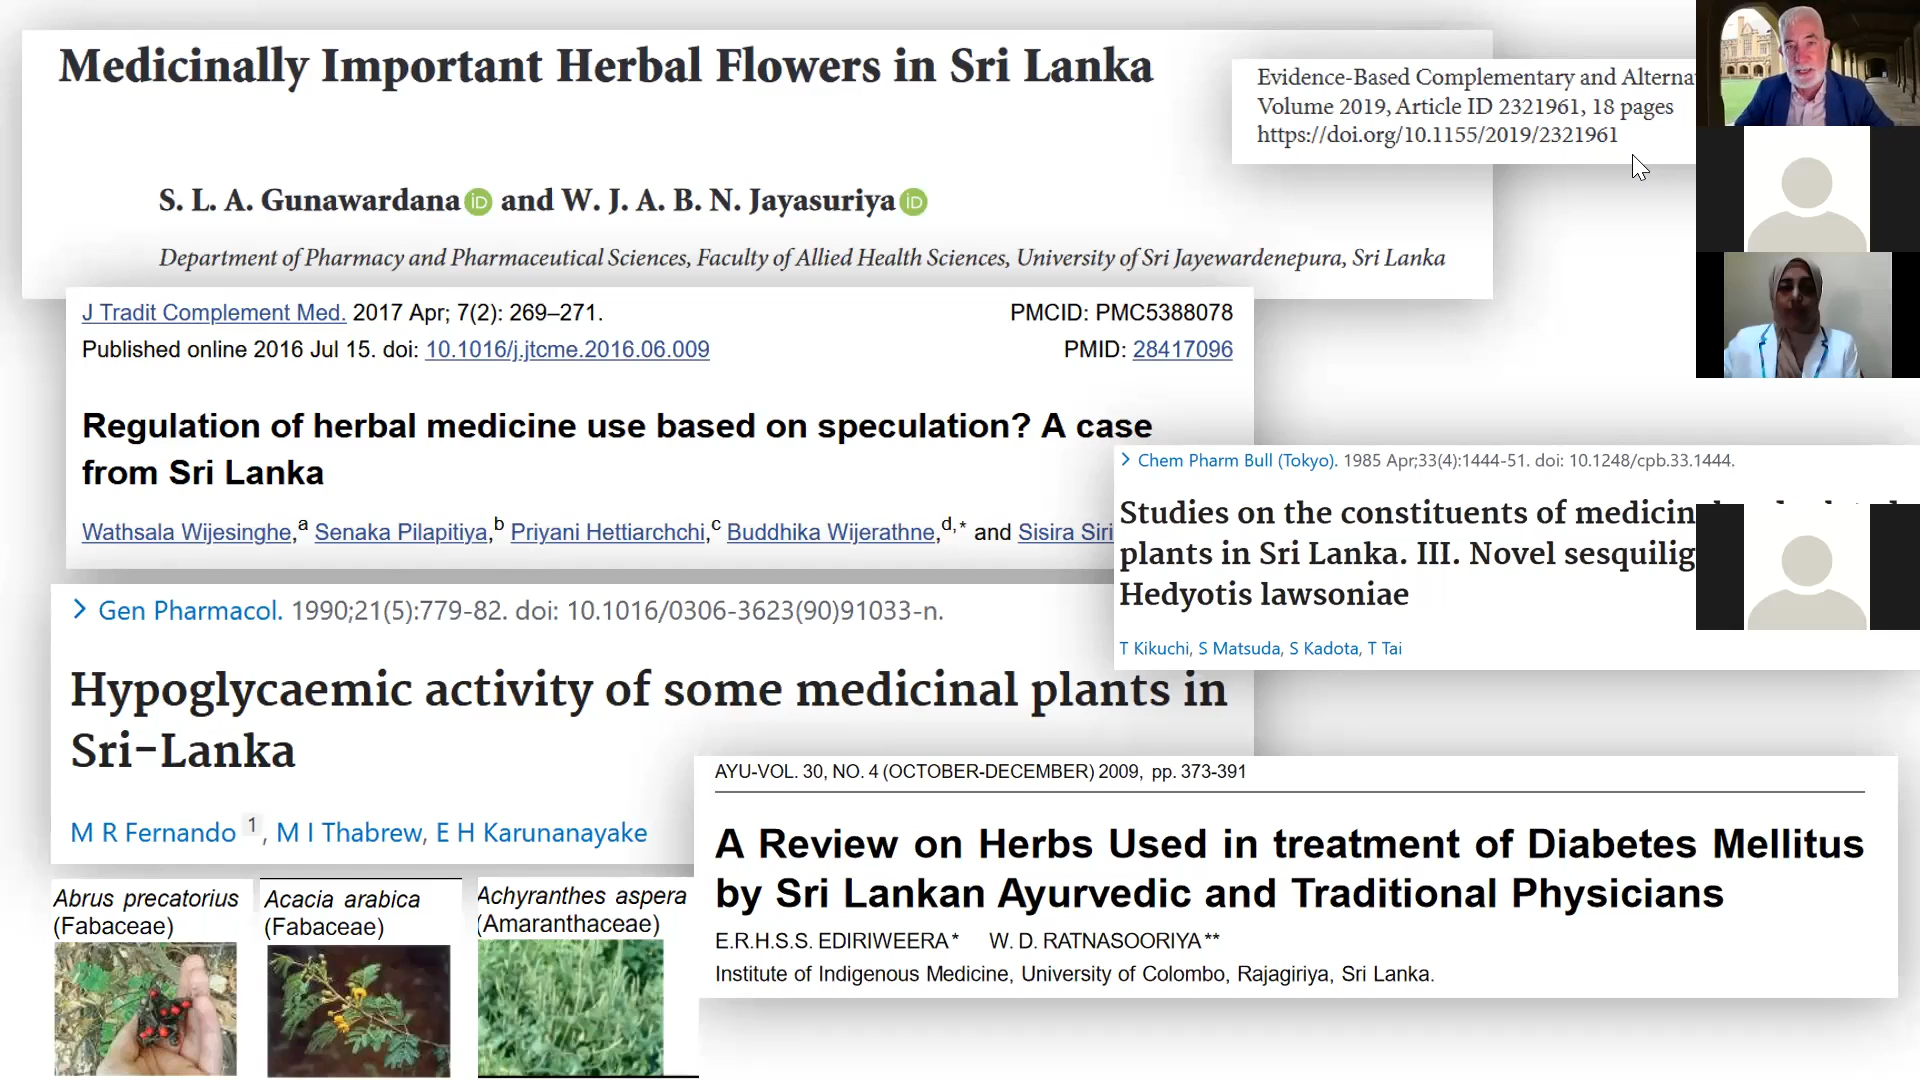 Medicinally Important Herbal Flowers in Sri Lanka
S. L. A. Gunawardana iD and W. J. A. B. N. Jayasuriya iD
Department of Pharmacy and Pharmaceutical Sciences, Faculty of Allied Health Sciences, University of Sri Jayewardenepura, Sri Lanka
Evidence-Based Complementary and
Volume 2019, Article ID 2321961, 18 pages
https://doi.org/10.1155/2019/2321961
J Tradit Complement Med. 2017 Apr; 7(2): 269–271.
Published online 2016 Jul 15. doi: 10.1016/j.jtcme.2016.06.009
PMCID: PMC5388078
PMID: 28417096
Regulation of herbal medicine use based on speculation? A case
from Sri Lanka
Wathsala Wijesinghe,a Senaka Pilapitiya,b Priyani Hettiarchchi,c Buddhika Wijerathne,d,* and Sisira
> Chem Pharm Bull (Tokyo). 1985 Apr;33(4):1444-51. doi: 10.1248/cpb.33.1444.
Studies on the constituents of
plants in Sri Lanka. III. Novel
Hedyotis lawsoniae
T Kikuchi, S Matsuda, S Kadota, T Tai
> Gen Pharmacol. 1990;21(5):779-82. doi: 10.1016/0306-3623(90)91033-n.
Hypoglycaemic activity of some medicinal plants in
Sri-Lanka
M R Fernando 1, M I Thabrew, E H Karunanayake
AYU-VOL. 30, NO. 4 (OCTOBER-DECEMBER) 2009, pp. 373-391
A Review on Herbs Used in treatment of Diabetes Mellitus
by Sri Lankan Ayurvedic and Traditional Physicians
E.R.H.S.S. EDIRIWEERA* W. D. RATNASOORIYA**
Institute of Indigenous Medicine, University of Colombo, Rajagiriya, Sri Lanka.
Abrus precatorius
(Fabaceae)
Acacia arabica
(Fabaceae)
Achyranthes aspera
(Amaranthaceae)